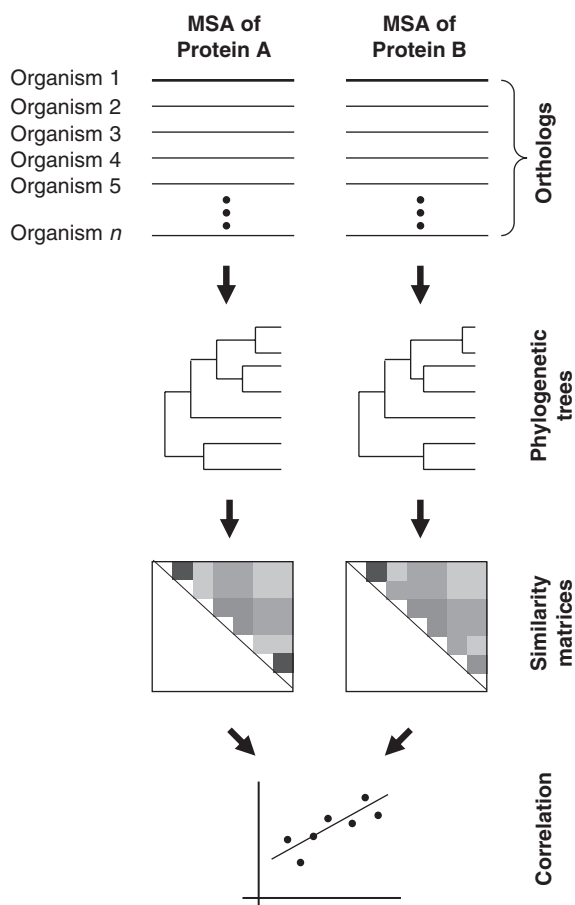 MSA of
Protein A
MSA of
Protein B
Organism 1
Organism 2
Organism 3
Organism 4
Organism 5
Organism n
Orthologs
Phylogenetic
trees
Similarity
matrices
Correlation